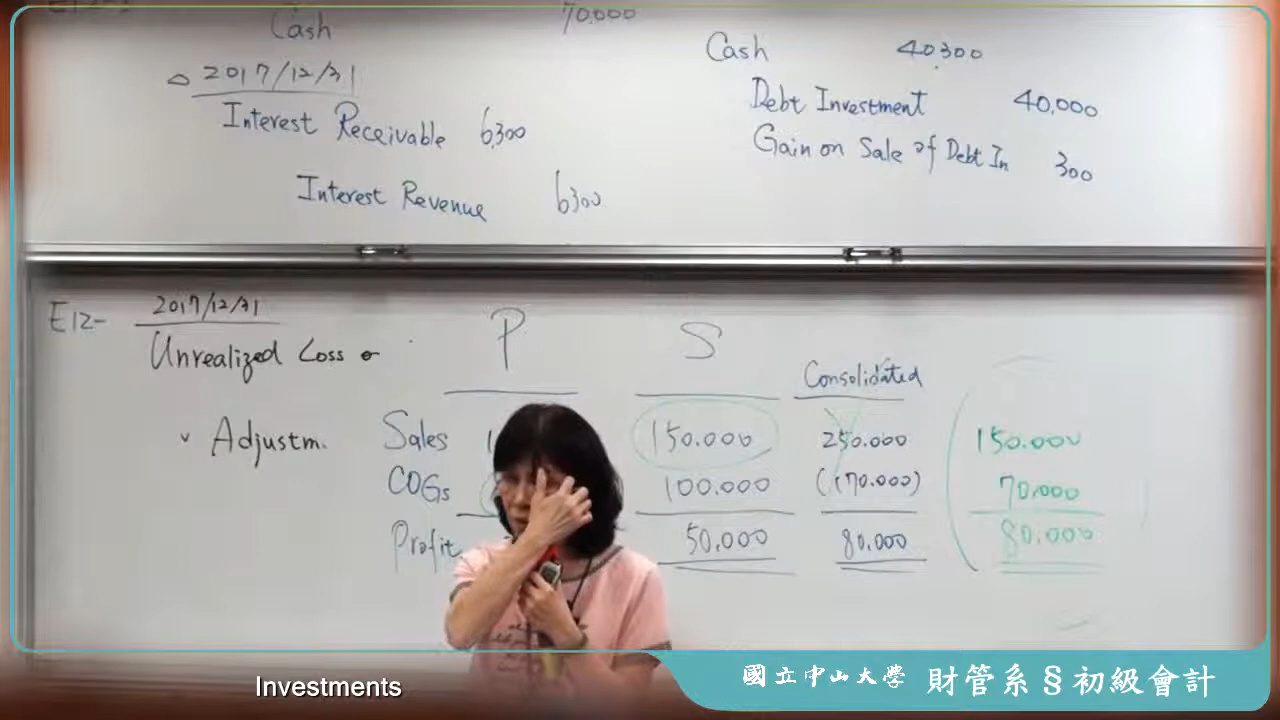 Cash 70,000
△ 2017/12/31
Interest Receivable 6,300
Interest Revenue 6300
Cash 40,300
Debt Investment 40,000
Gain on Sale of Debt In 300
E12-
2017/12/31
Unrealized Loss or
v Adjustm.
P S Consolidated
Sales 150.000 250.000 150.000
COGs 100.000 (170.000) 70.000
Profit 50,000 80.000 80.000
Investments
國立中山大學 財管系§初級會計